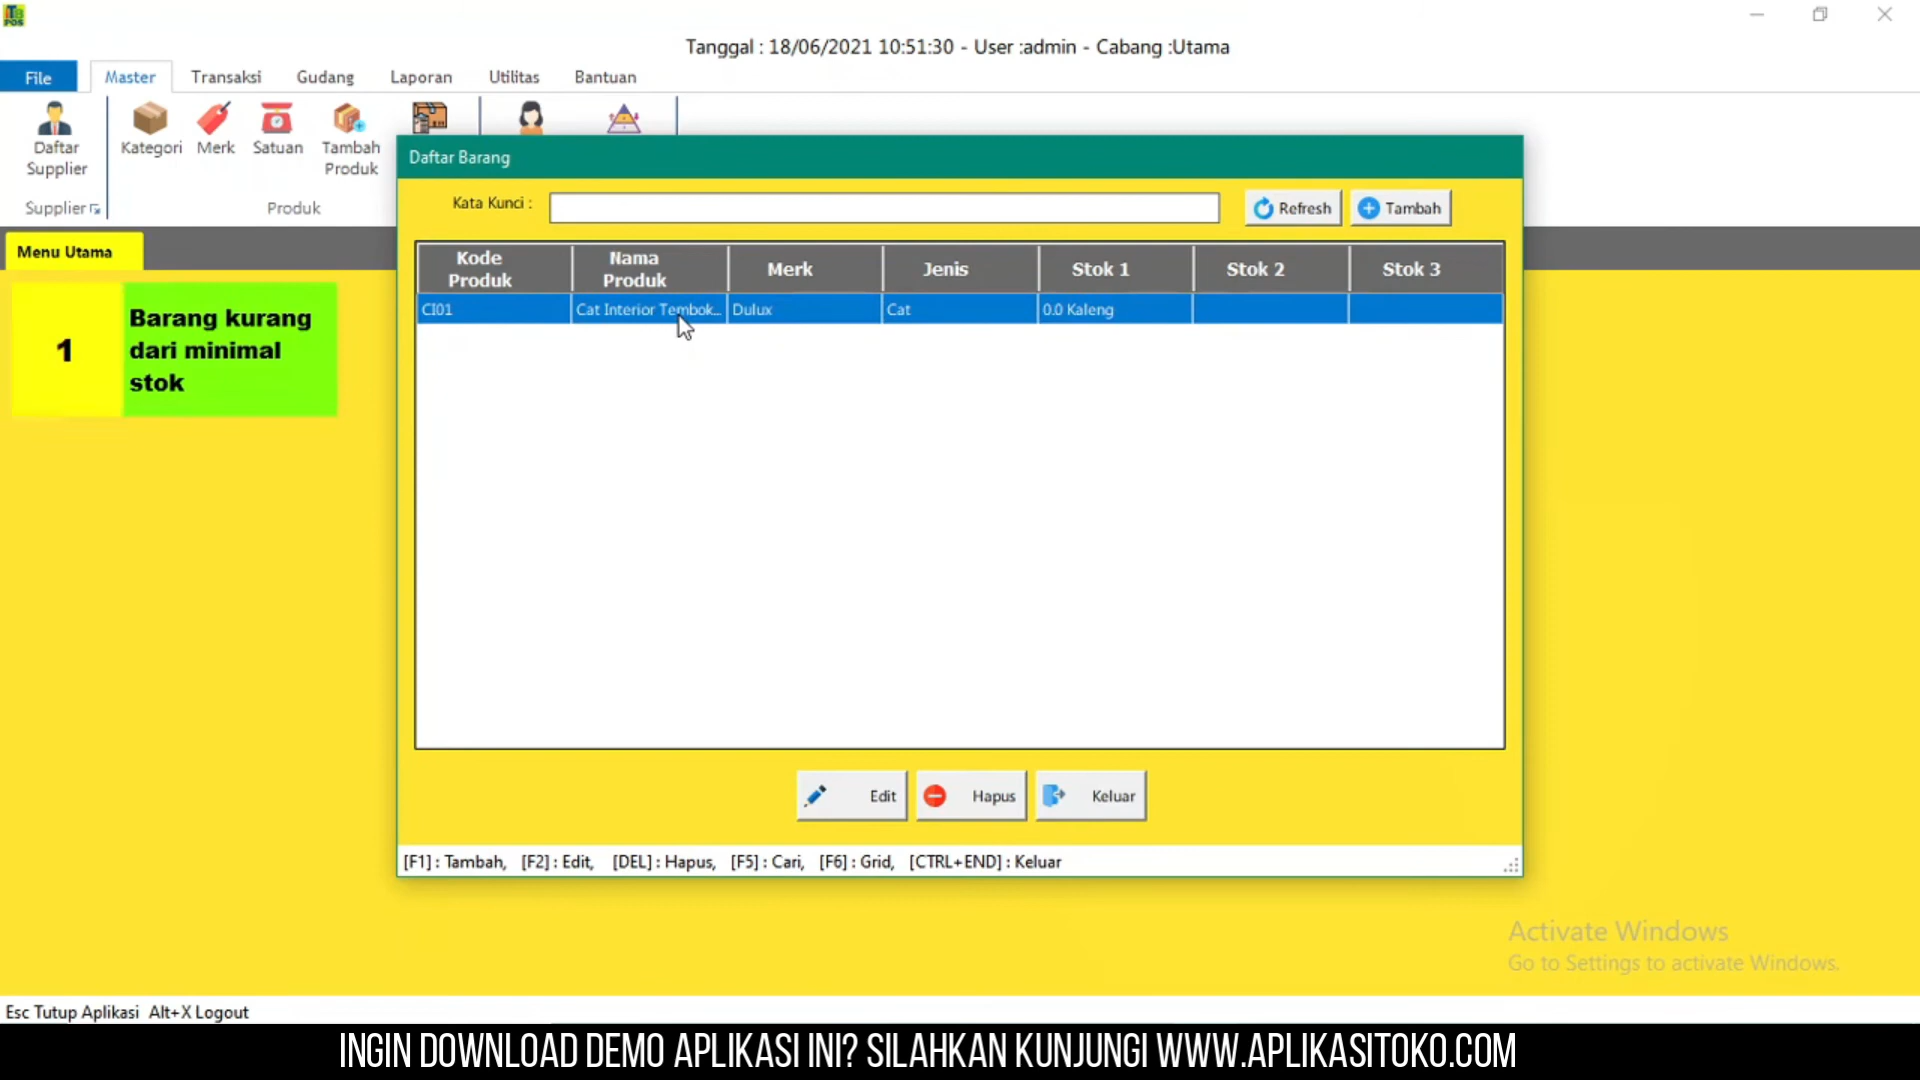 Tanggal : 18/06/2021 10:51:30 - User :admin - Cabang :Utama
File Master Transaksi Gudang Laporan Utilitas Bantuan
Daftar
Supplier
Kategori Merk Satuan Tambah
Produk
Supplier Produk
Daftar Barang
Kata Kunci : Refresh Tambah
Menu Utama
Kode
Produk
Nama
Produk
Merk Jenis Stok 1 Stok 2 Stok 3
CI01 Cat Interior Tembok... Dulux Cat 0.0 Kaleng
1
Barang kurang
dari minimal
stok
Edit Hapus Keluar
[F1] : Tambah, [F2] : Edit, [DEL] : Hapus, [F5] : Cari, [F6] : Grid, [CTRL+END] : Keluar
Activate Windows
Go to Settings to activate Windows.
Esc Tutup Aplikasi Alt+X Logout
INGIN DOWNLOAD DEMO APLIKASI INI? SILAHKAN KUNJUNGI WWW.APLIKASITOKO.COM